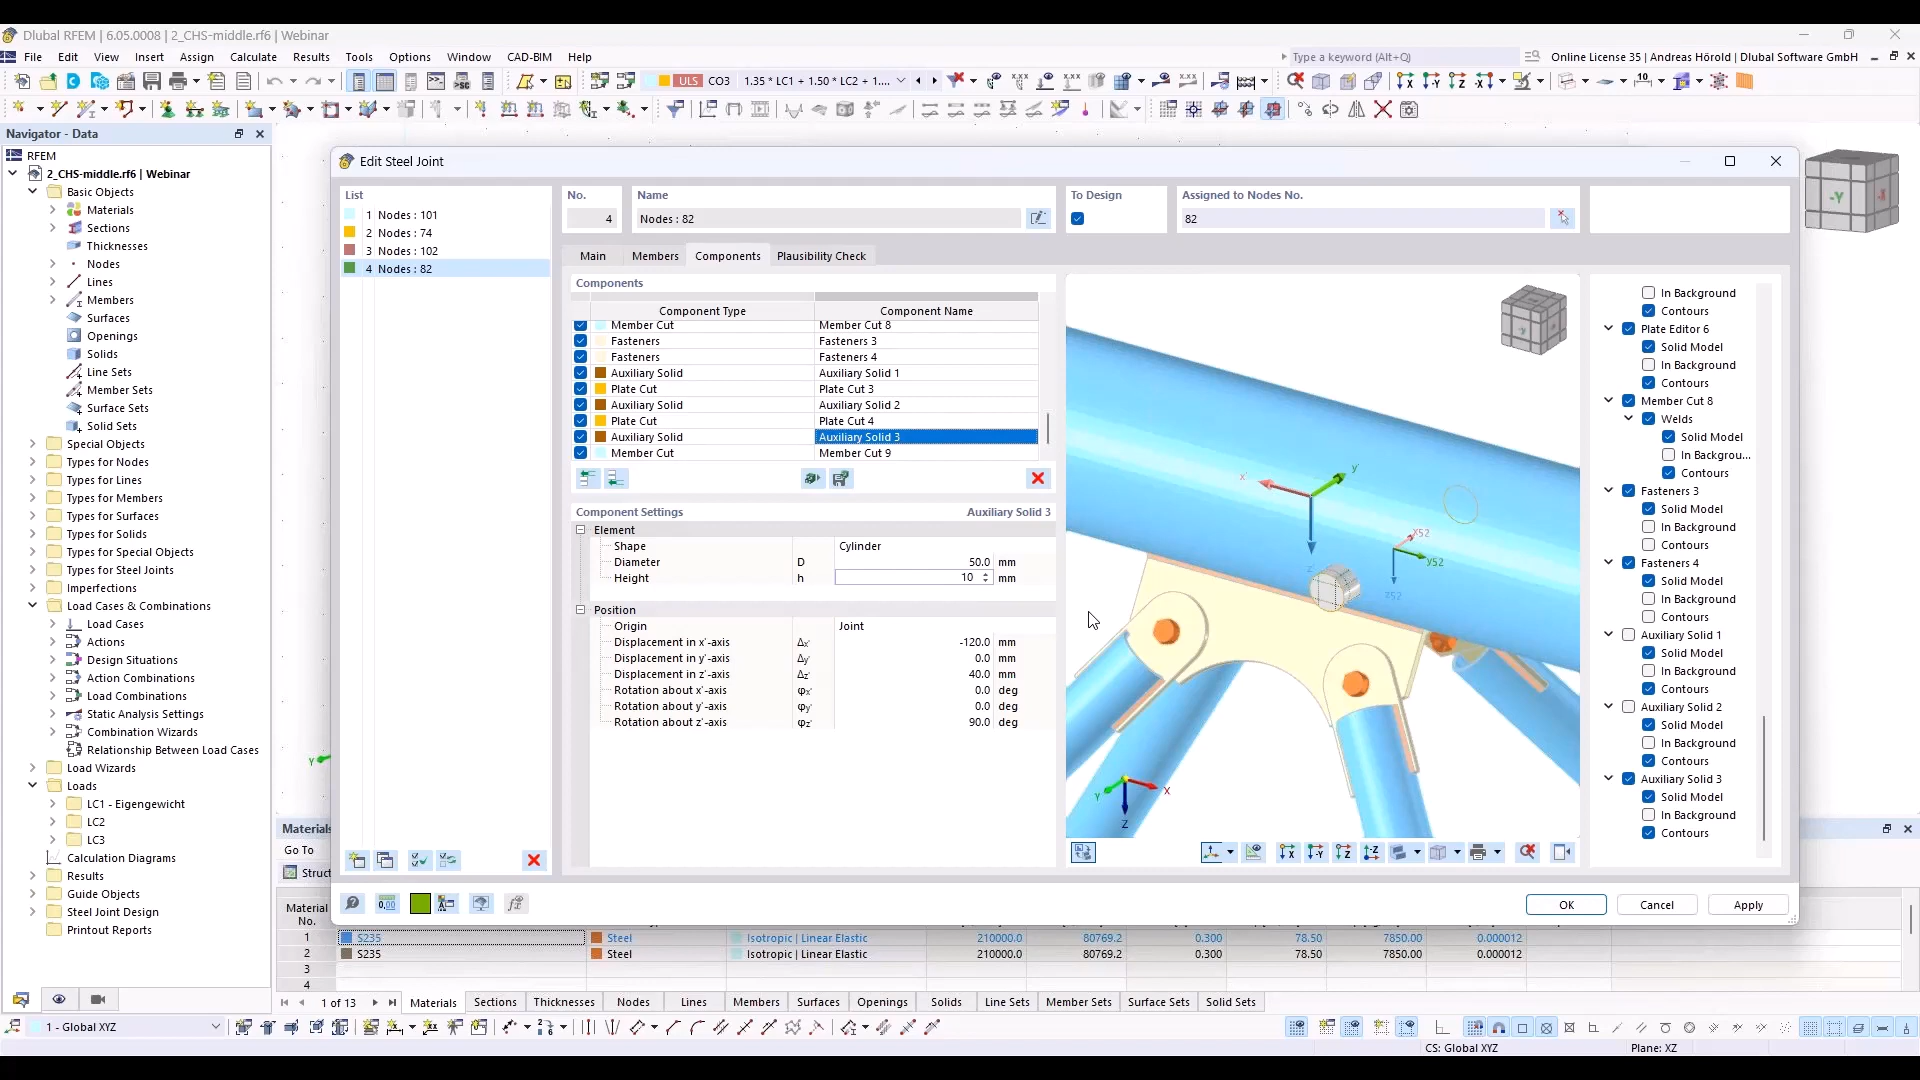 Dlubal RFEM | 6.05.0008 | 2_CHS-middle.rf6 | Webinar
File Edit View Insert Assign Calculate Results Tools Options Window CAD-BIM Help
Type a keyword (Alt+Q)
Online License 35 | Andreas Hörold | Dlubal Software GmbH
ULS CO3 1.35 * LC1 + 1.50 * LC2 + 1....
Navigator - Data
RFEM
2_CHS-middle.rf6 | Webinar
Basic Objects
Materials
Sections
Thicknesses
Nodes
Lines
Members
Surfaces
Openings
Solids
Line Sets
Member Sets
Surface Sets
Solid Sets
Special Objects
Types for Nodes
Types for Lines
Types for Members
Types for Surfaces
Types for Solids
Types for Special Objects
Types for Steel Joints
Imperfections
Load Cases & Combinations
Load Cases
Actions
Design Situations
Action Combinations
Load Combinations
Static Analysis Settings
Combination Wizards
Relationship Between Load Cases
Load Wizards
Loads
LC1 - Eigengewicht
LC2
LC3
Calculation Diagrams
Results
Guide Objects
Steel Joint Design
Printout Reports
Edit Steel Joint
List
1 Nodes : 101
2 Nodes : 74
3 Nodes : 102
4 Nodes : 82
No.
4
Name
Nodes : 82
To Design
Assigned to Nodes No.
82
Main Members Components Plausibility Check
Components
Component Type Component Name
Member Cut Member Cut 8
Fasteners Fasteners 3
Fasteners Fasteners 4
Auxiliary Solid Auxiliary Solid 1
Plate Cut Plate Cut 3
Auxiliary Solid Auxiliary Solid 2
Plate Cut Plate Cut 4
Auxiliary Solid Auxiliary Solid 3
Member Cut Member Cut 9
Component Settings Auxiliary Solid 3
Element
Shape Cylinder
Diameter D 50.0 mm
Height h 10 mm
Position
Origin Joint
Displacement in x'-axis Δx' -120.0 mm
Displacement in y'-axis Δy' 0.0 mm
Displacement in z'-axis Δz' 40.0 mm
Rotation about x'-axis φx' 0.0 deg
Rotation about y'-axis φy' 0.0 deg
Rotation about z'-axis φz' 90.0 deg
x' y'
z'
X52
y52
z52
Y X
Z
-Y -X
In Background
Contours
Plate Editor 6
Solid Model
In Background
Contours
Member Cut 8
Welds
Solid Model
In Backgrou...
Contours
Fasteners 3
Solid Model
In Background
Contours
Fasteners 4
Solid Model
In Background
Contours
Auxiliary Solid 1
Solid Model
In Background
Contours
Auxiliary Solid 2
Solid Model
In Background
Contours
Auxiliary Solid 3
Solid Model
In Background
Contours
OK Cancel Apply
Y
Materials
Go To
Struct
Material
No.
1 S235 Steel Isotropic | Linear Elastic 210000.0 80769.2 0.300 78.50 7850.00 0.000012
2 S235 Steel Isotropic | Linear Elastic 210000.0 80769.2 0.300 78.50 7850.00 0.000012
3
4
1 of 13 Materials Sections Thicknesses Nodes Lines Members Surfaces Openings Solids Line Sets Member Sets Surface Sets Solid Sets
1 - Global XYZ
CS: Global XYZ Plane: XZ